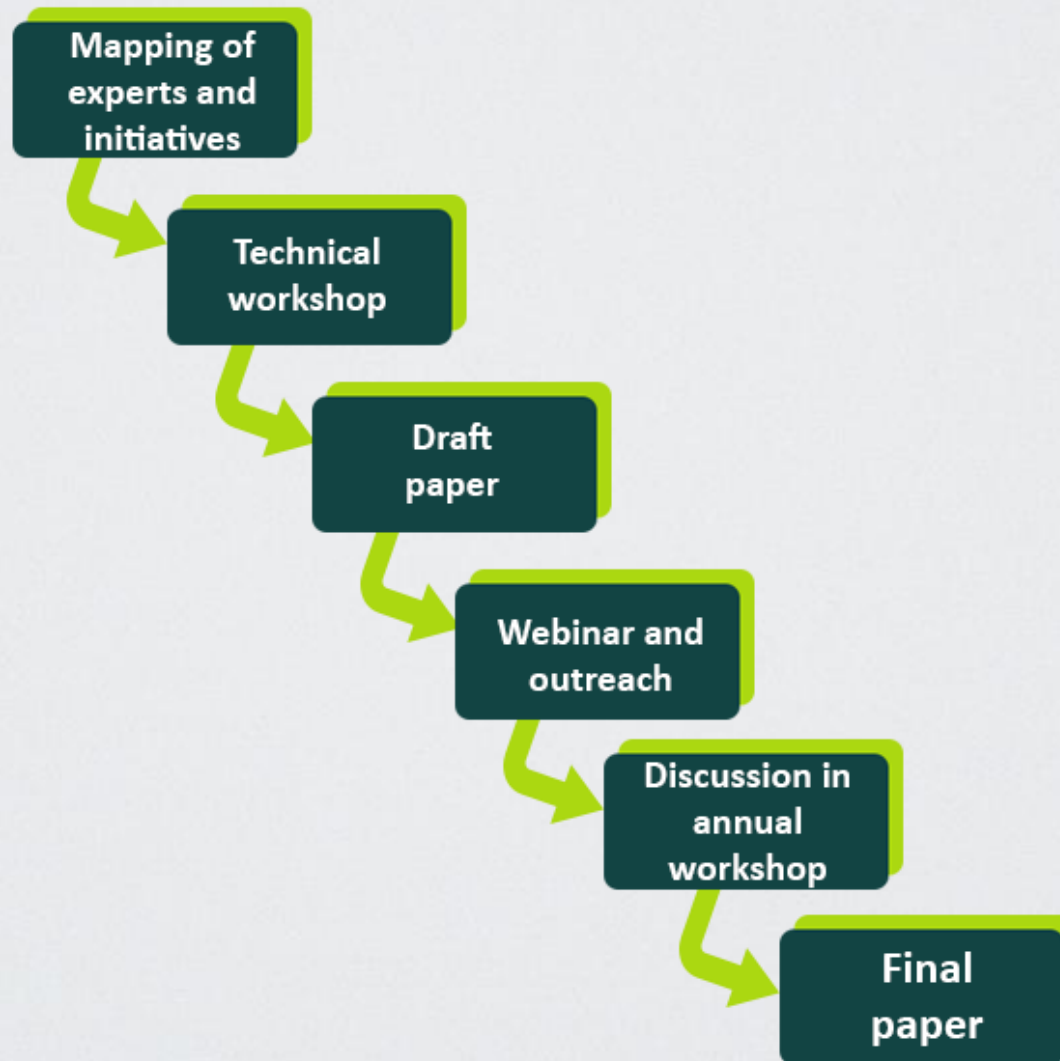 Mapping of
experts and
initiatives
Technical
workshop
Draft
paper
Webinar and
outreach
Discussion in
annual
workshop
Final
paper